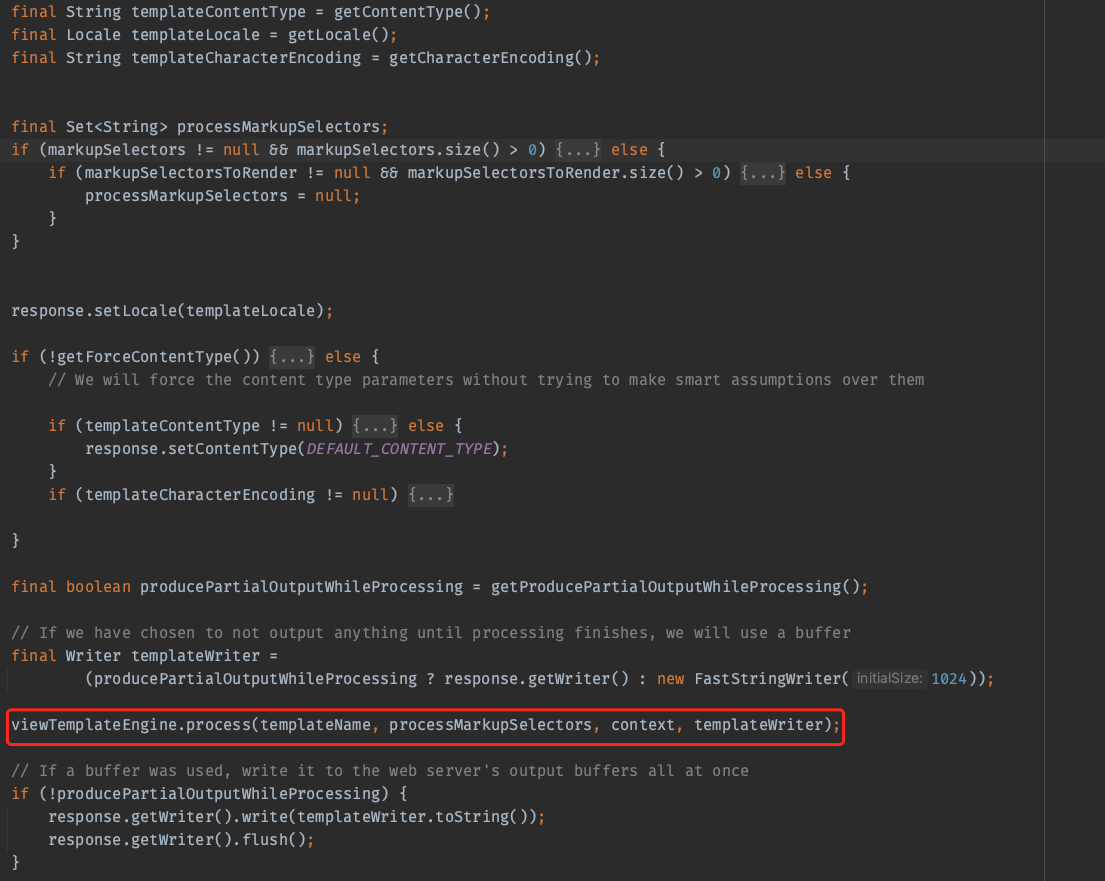 final String templateContentType = getContentType();
final Locale templateLocale = getLocale();
final String templateCharacterEncoding = getCharacterEncoding();
final Set<String> processMarkupSelectors;
if (markupSelectors != null && markupSelectors.size() > 0) {...} else {
if (markupSelectorsToRender != null && markupSelectorsToRender.size() > 0) {...} else {
processMarkupSelectors = null;
}
}
response.setLocale(templateLocale);
if (!getForceContentType()) {...} else {
// We will force the content type parameters without trying to make smart assumptions over them
if (templateContentType != null) {...} else {
response.setContentType(DEFAULT_CONTENT_TYPE);
}
if (templateCharacterEncoding != null) {...}
}
final boolean producePartialOutputWhileProcessing = getProducePartialOutputWhileProcessing();
// If we have chosen to not output anything until processing finishes, we will use a buffer
final Writer templateWriter =
(producePartialOutputWhileProcessing ? response.getWriter() : new FastStringWriter( initialSize: 1024));
viewTemplateEngine.process(templateName, processMarkupSelectors, context, templateWriter);
// If a buffer was used, write it to the web server's output buffers all at once
if (!producePartialOutputWhileProcessing) {
response.getWriter().write(templateWriter.toString());
response.getWriter().flush();
}